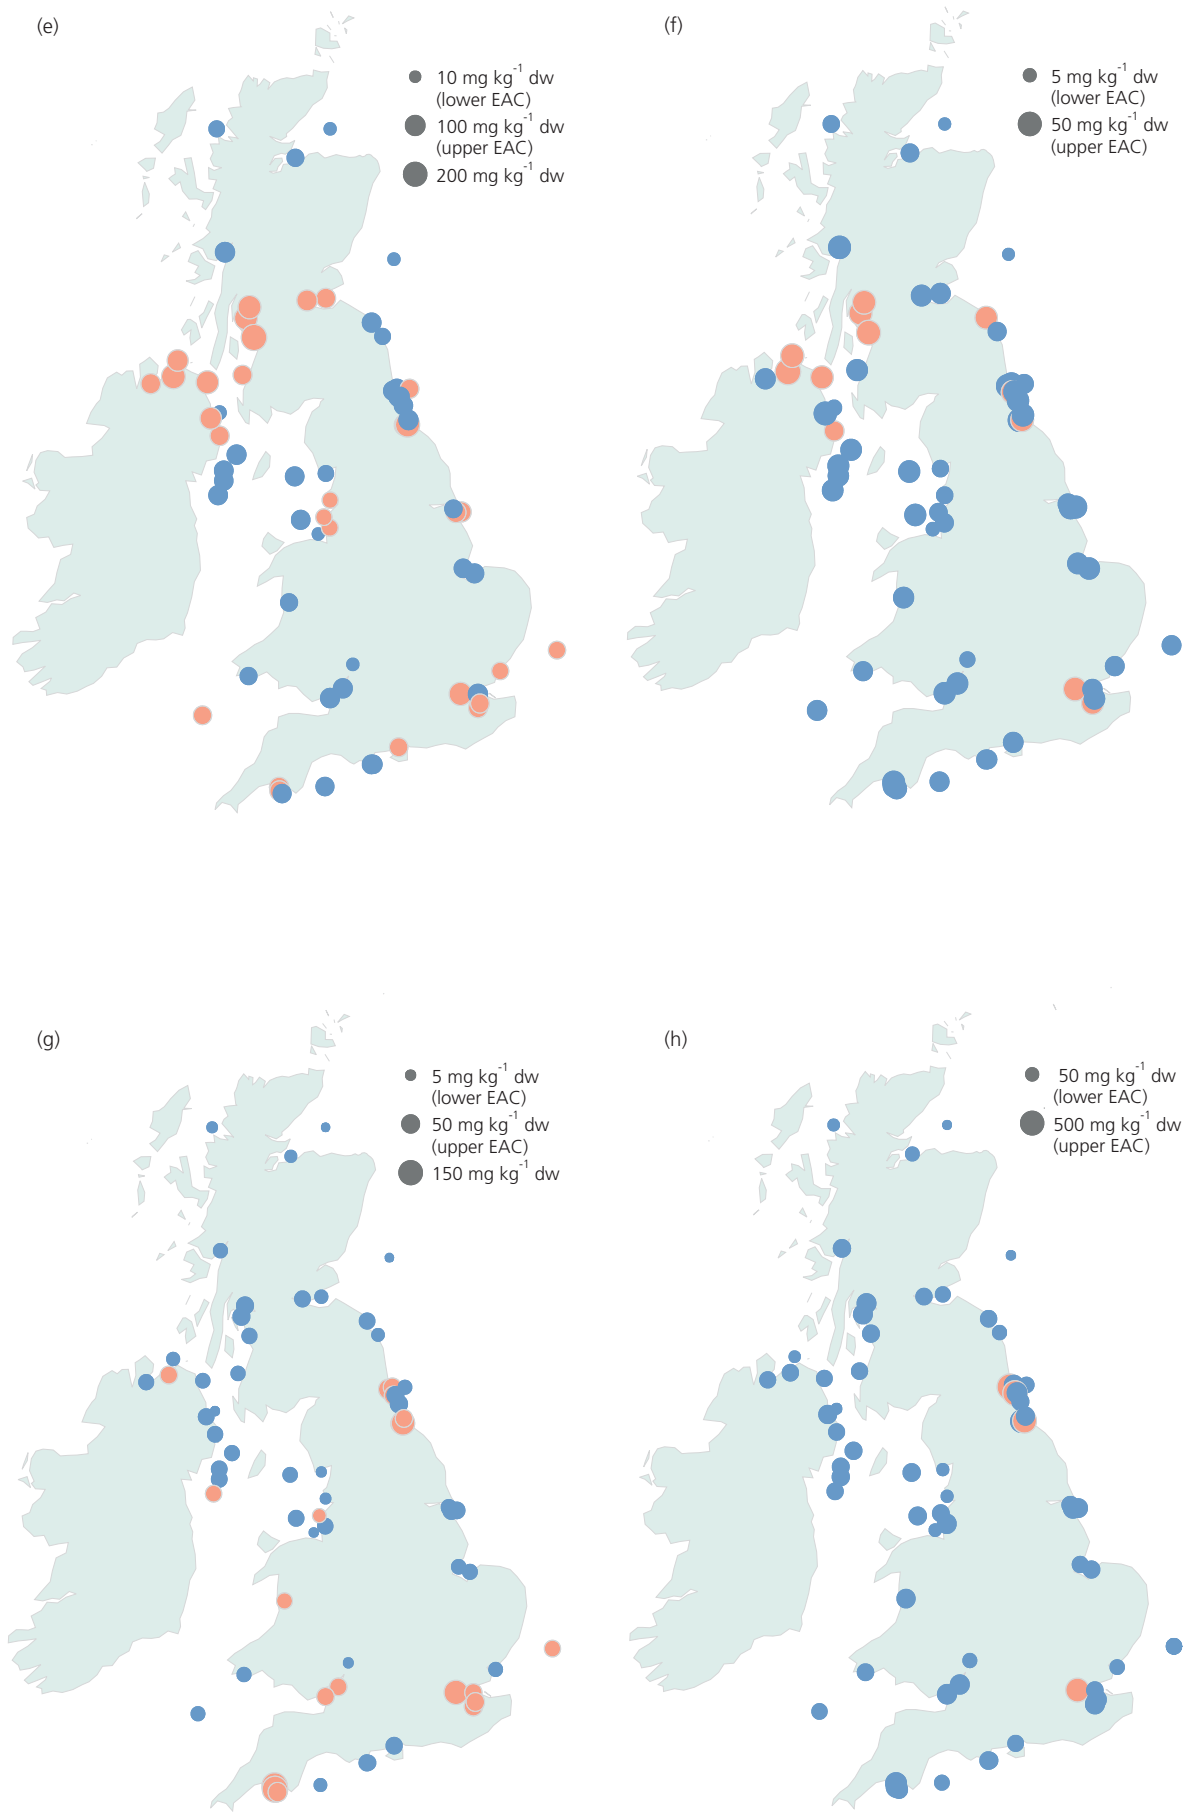 (e)
10 mg kg⁻¹ dw
(lower EAC)
100 mg kg⁻¹ dw
(upper EAC)
200 mg kg⁻¹ dw
(f)
5 mg kg⁻¹ dw
(lower EAC)
50 mg kg⁻¹ dw
(upper EAC)
(g)
5 mg kg⁻¹ dw
(lower EAC)
50 mg kg⁻¹ dw
(upper EAC)
150 mg kg⁻¹ dw
(h)
50 mg kg⁻¹ dw
(lower EAC)
500 mg kg⁻¹ dw
(upper EAC)